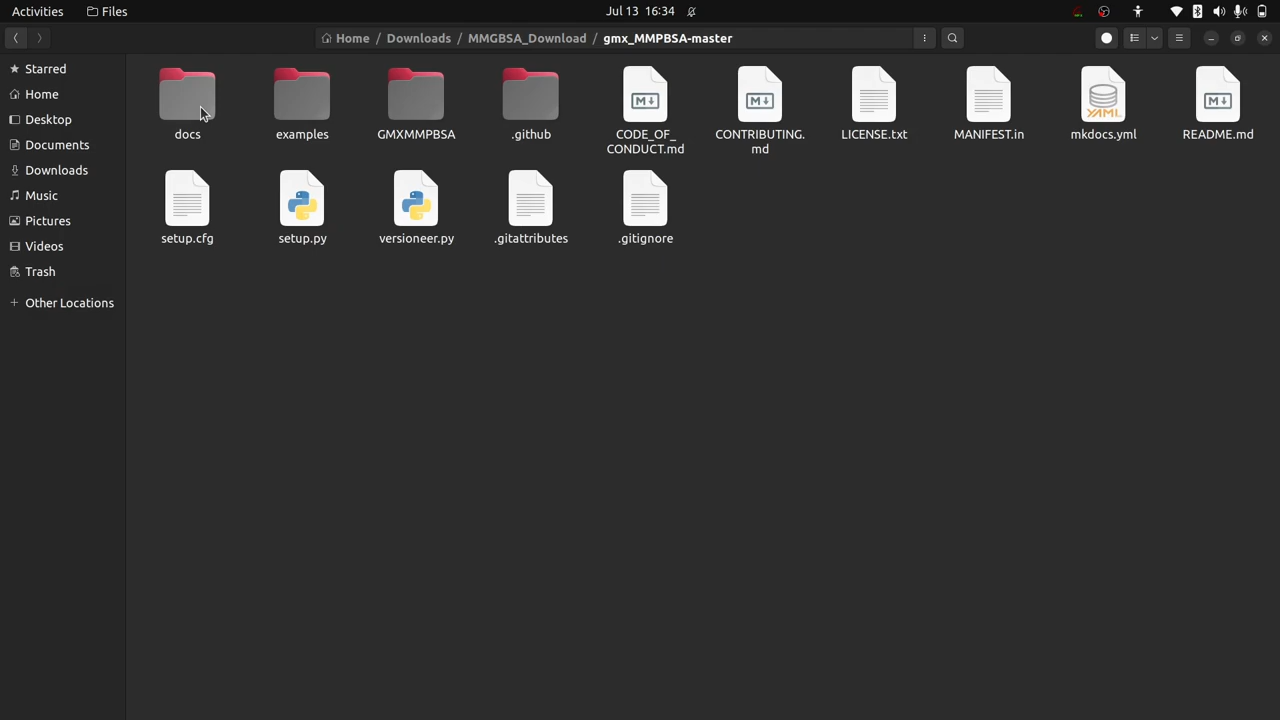 Activities
Files
Jul 13 16:34
Home / Downloads / MMGBSA_Download / gmx_MMPBSA-master
Starred
Home
Desktop
Documents
Downloads
Music
Pictures
Videos
Trash
+ Other Locations
docs
examples
GMXMMPBSA
.github
CODE_OF_
CONDUCT.md
CONTRIBUTING.
md
LICENSE.txt
MANIFEST.in
YAML
mkdocs.yml
README.md
setup.cfg
setup.py
versioneer.py
.gitattributes
.gitignore